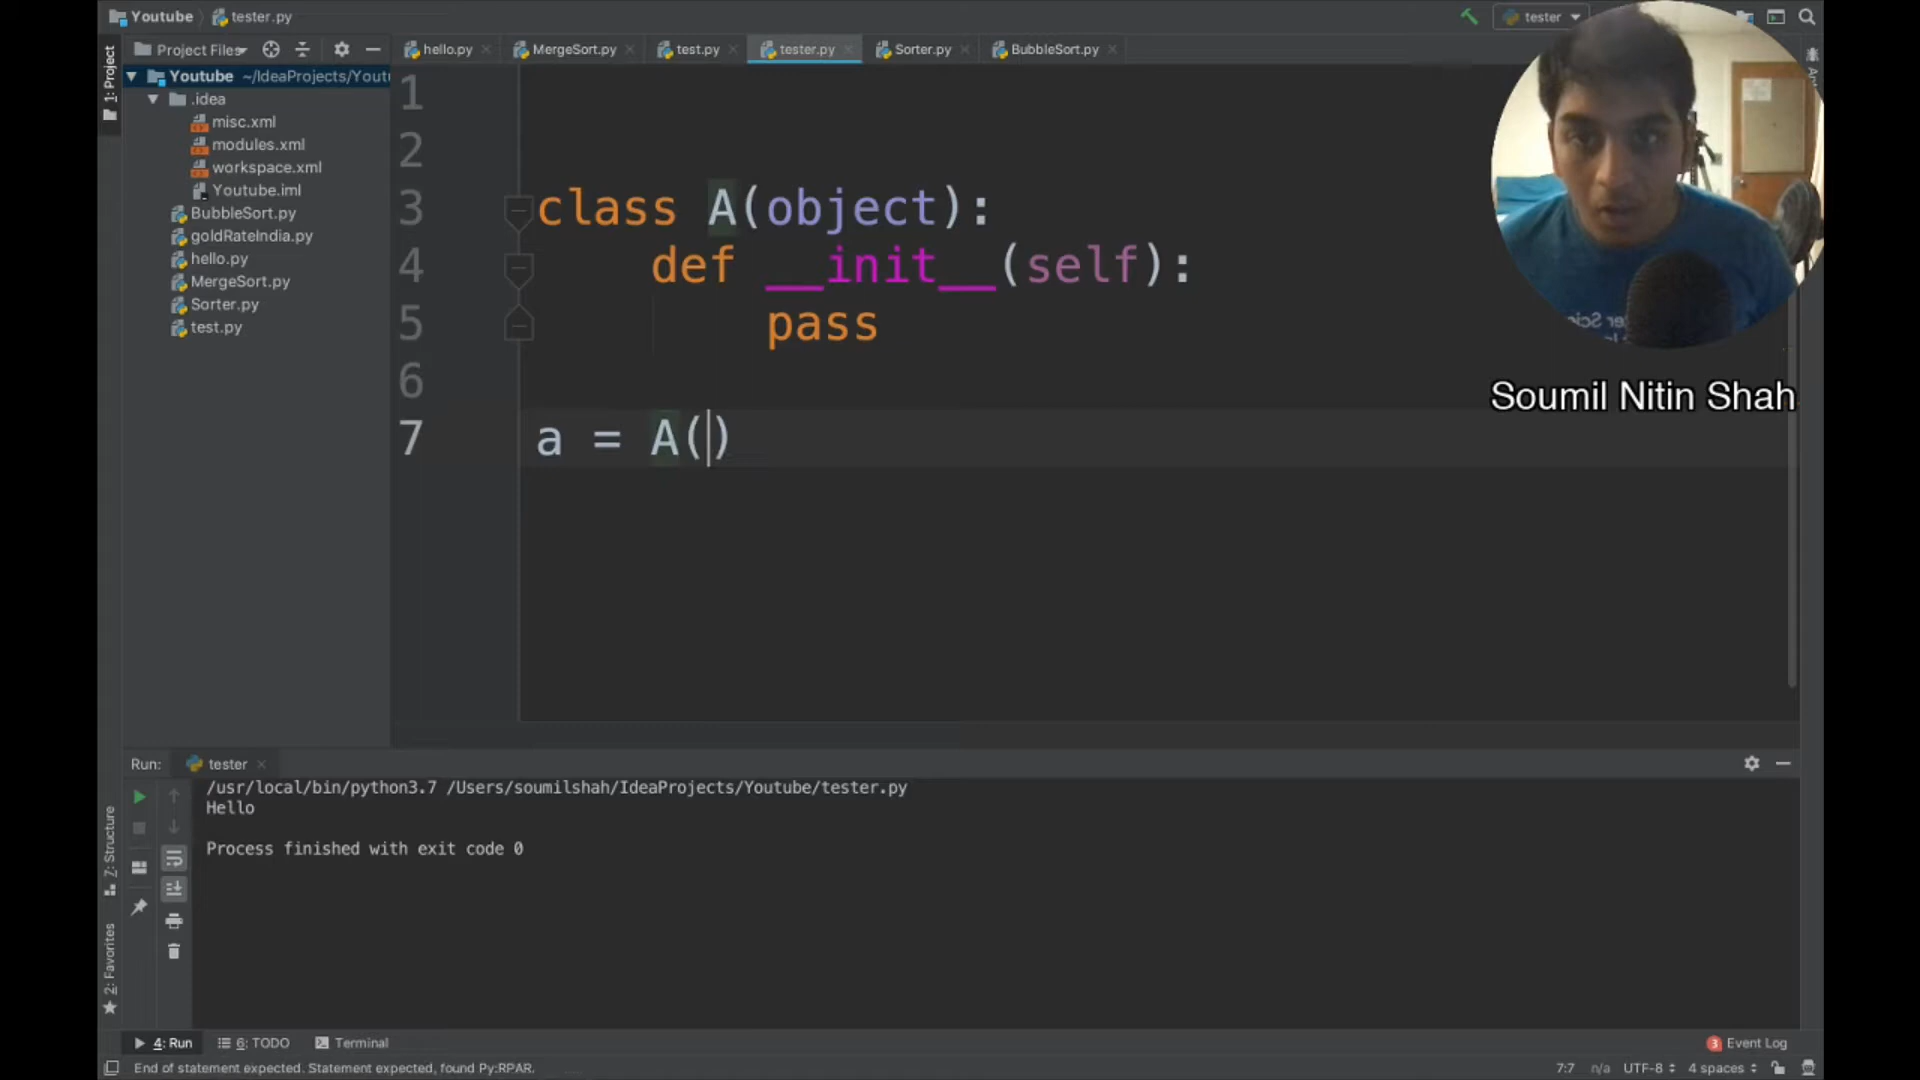 Youtube tester.py
tester
Project Files
hello.py MergeSort.py test.py tester.py Sorter.py BubbleSort.py
1: Project
Youtube ~/IdeaProjects/Youtu
.idea
misc.xml
modules.xml
workspace.xml
Youtube.iml
BubbleSort.py
goldRateIndia.py
hello.py
MergeSort.py
Sorter.py
test.py
1
2
3 class A(object):
4 def __init__(self):
5 pass
6
7 a = A()
Soumil Nitin Shah
Run: tester
/usr/local/bin/python3.7 /Users/soumilshah/IdeaProjects/Youtube/tester.py
Hello
Process finished with exit code 0
7: Structure
2: Favorites
4: Run 6: TODO Terminal
3 Event Log
End of statement expected. Statement expected, found Py:RPAR.
7:7 n/a UTF-8 4 spaces